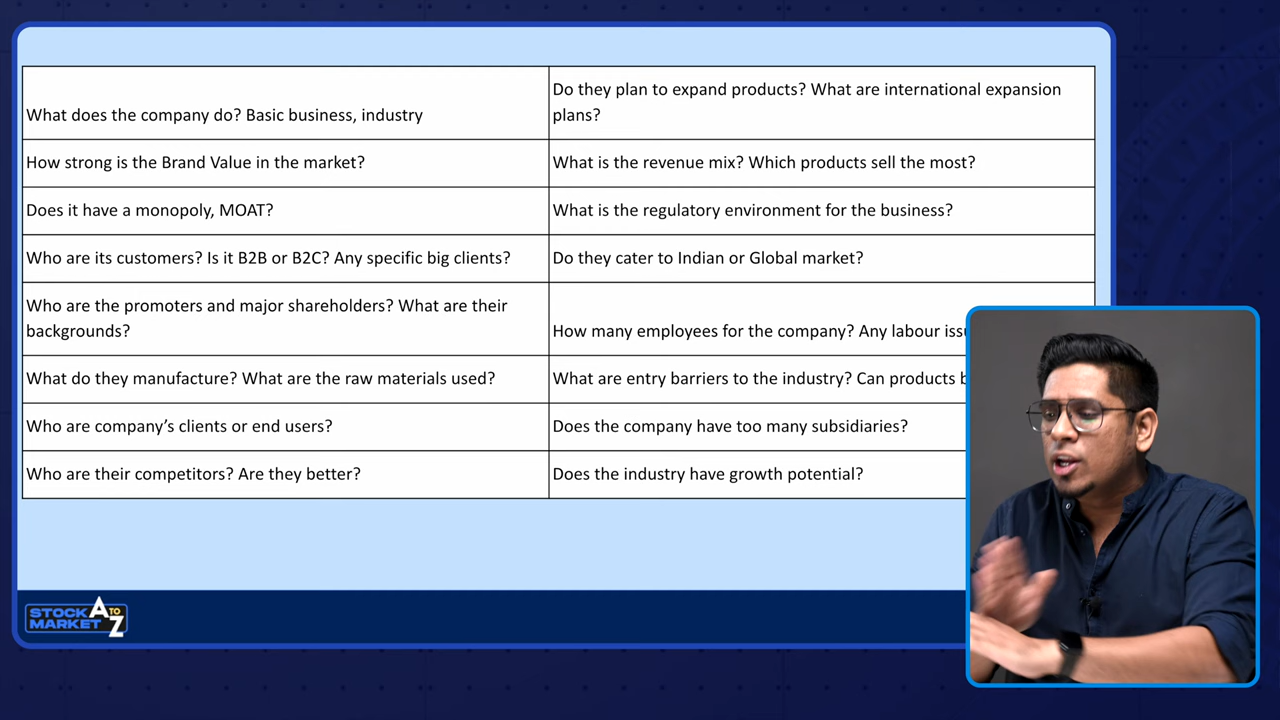 What does the company do? Basic business, industry
Do they plan to expand products? What are international expansion
plans?
How strong is the Brand Value in the market?
What is the revenue mix? Which products sell the most?
Does it have a monopoly, MOAT?
What is the regulatory environment for the business?
Who are its customers? Is it B2B or B2C? Any specific big clients?
Do they cater to Indian or Global market?
Who are the promoters and major shareholders? What are their
backgrounds?
How many employees for the company? Any labour
What do they manufacture? What are the raw materials used?
What are entry barriers to the industry? Can products
Who are company’s clients or end users?
Does the company have too many subsidiaries?
Who are their competitors? Are they better?
Does the industry have growth potential?
STOCK A TO Z
MARKET